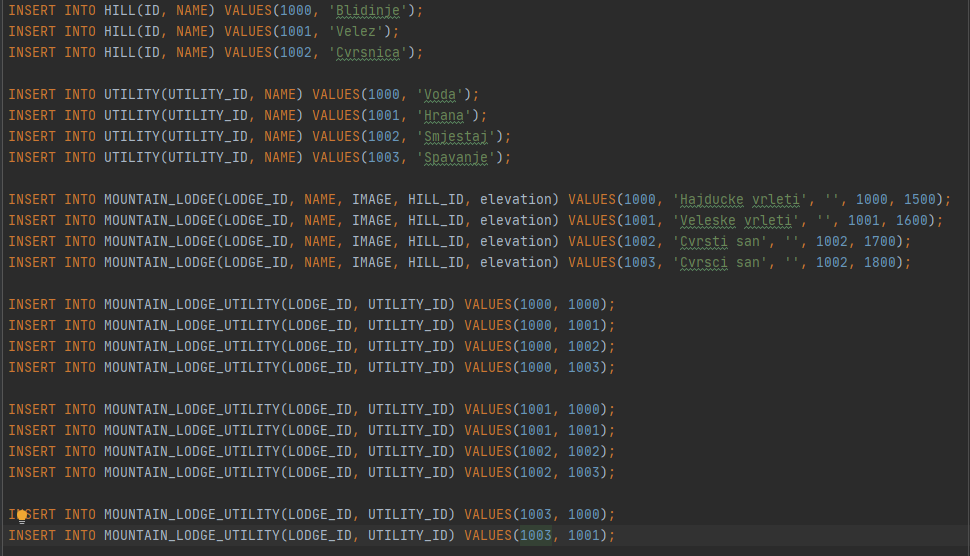 INSERT INTO HILL(ID, NAME) VALUES(1000, 'Blidinje');
INSERT INTO HILL(ID, NAME) VALUES(1001, 'Velez');
INSERT INTO HILL(ID, NAME) VALUES(1002, 'Cvrsnica');
INSERT INTO UTILITY(UTILITY_ID, NAME) VALUES(1000, 'Voda');
INSERT INTO UTILITY(UTILITY_ID, NAME) VALUES(1001, 'Hrana');
INSERT INTO UTILITY(UTILITY_ID, NAME) VALUES(1002, 'Smjestaj');
INSERT INTO UTILITY(UTILITY_ID, NAME) VALUES(1003, 'Spavanje');
INSERT INTO MOUNTAIN_LODGE(LODGE_ID, NAME, IMAGE, HILL_ID, elevation) VALUES(1000, 'Hajducke vrleti', '', 1000, 1500);
INSERT INTO MOUNTAIN_LODGE(LODGE_ID, NAME, IMAGE, HILL_ID, elevation) VALUES(1001, 'Veleske vrleti', '', 1001, 1600);
INSERT INTO MOUNTAIN_LODGE(LODGE_ID, NAME, IMAGE, HILL_ID, elevation) VALUES(1002, 'Cvrsti san', '', 1002, 1700);
INSERT INTO MOUNTAIN_LODGE(LODGE_ID, NAME, IMAGE, HILL_ID, elevation) VALUES(1003, 'Cvrsci san', '', 1002, 1800);
INSERT INTO MOUNTAIN_LODGE_UTILITY(LODGE_ID, UTILITY_ID) VALUES(1000, 1000);
INSERT INTO MOUNTAIN_LODGE_UTILITY(LODGE_ID, UTILITY_ID) VALUES(1000, 1001);
INSERT INTO MOUNTAIN_LODGE_UTILITY(LODGE_ID, UTILITY_ID) VALUES(1000, 1002);
INSERT INTO MOUNTAIN_LODGE_UTILITY(LODGE_ID, UTILITY_ID) VALUES(1000, 1003);
INSERT INTO MOUNTAIN_LODGE_UTILITY(LODGE_ID, UTILITY_ID) VALUES(1001, 1000);
INSERT INTO MOUNTAIN_LODGE_UTILITY(LODGE_ID, UTILITY_ID) VALUES(1001, 1001);
INSERT INTO MOUNTAIN_LODGE_UTILITY(LODGE_ID, UTILITY_ID) VALUES(1002, 1002);
INSERT INTO MOUNTAIN_LODGE_UTILITY(LODGE_ID, UTILITY_ID) VALUES(1002, 1003);
INSERT INTO MOUNTAIN_LODGE_UTILITY(LODGE_ID, UTILITY_ID) VALUES(1003, 1000);
INSERT INTO MOUNTAIN_LODGE_UTILITY(LODGE_ID, UTILITY_ID) VALUES(1003, 1001);